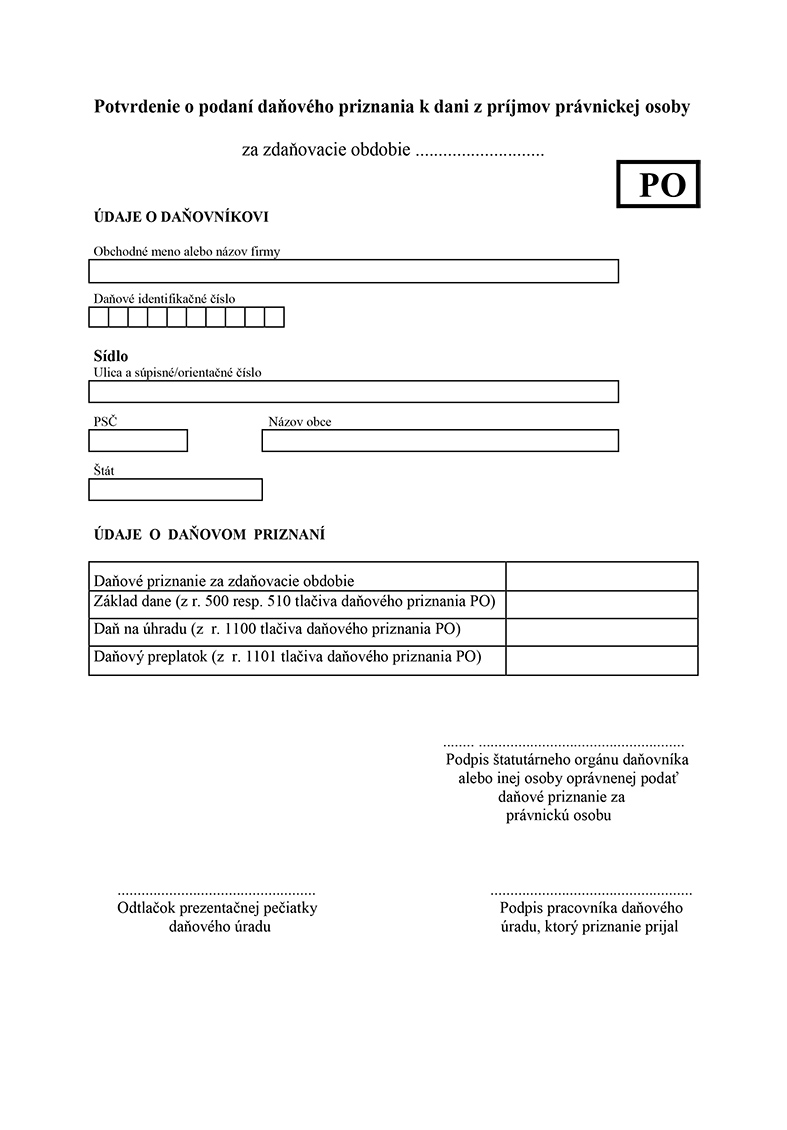 Potvrdenie o podaní daňového priznania k dani z príjmov právnickej osoby
za zdaňovacie obdobie ............................
PO
ÚDAJE O DAŇOVNÍKOVI
Obchodné meno alebo názov firmy
Daňové identifikačné číslo
Sídlo
Ulica a súpisné/orientačné číslo
PSČ Názov obce
Štát
ÚDAJE O DAŇOVOM PRIZNANÍ
Daňové priznanie za zdaňovacie obdobie
Základ dane (z r. 500 resp. 510 tlačiva daňového priznania PO)
Daň na úhradu (z r. 1100 tlačiva daňového priznania PO)
Daňový preplatok (z r. 1101 tlačiva daňového priznania PO)
........ ....................................................
Podpis štatutárneho orgánu daňovníka
alebo inej osoby oprávnenej podať
daňové priznanie za
právnickú osobu
.................................................. ...................................................
Odtlačok prezentačnej pečiatky Podpis pracovníka daňového
daňového úradu úradu, ktorý priznanie prijal